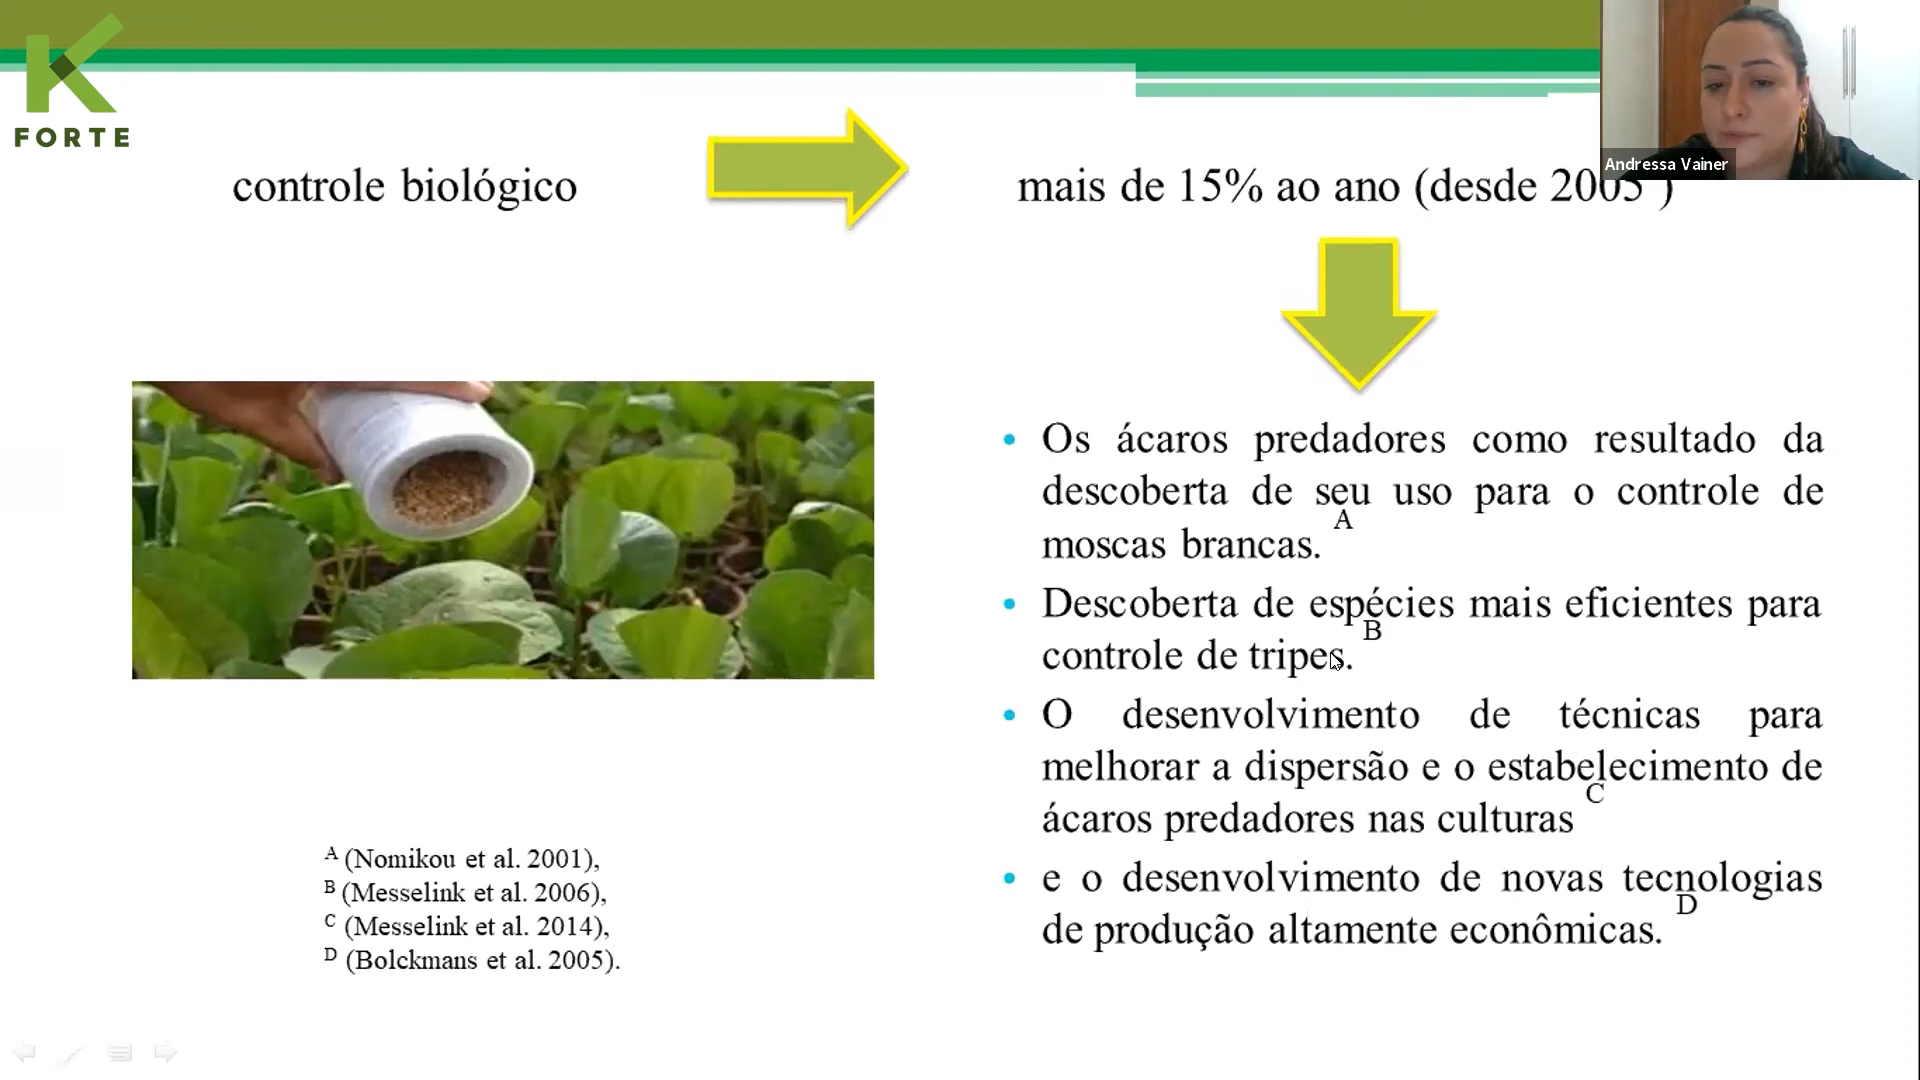 K
FORTE
Andressa Vainer
controle biológico
mais de 15% ao ano (desde 2005 )
• Os ácaros predadores como resultado da
descoberta de seu uso para o controle de
moscas brancas. A
• Descoberta de espécies mais eficientes para
controle de tripes. B
• O desenvolvimento de técnicas para
melhorar a dispersão e o estabelecimento de
ácaros predadores nas culturas C
• e o desenvolvimento de novas tecnologias
de produção altamente econômicas. D
A (Nomikou et al. 2001),
B (Messelink et al. 2006),
C (Messelink et al. 2014),
D (Bolckmans et al. 2005).